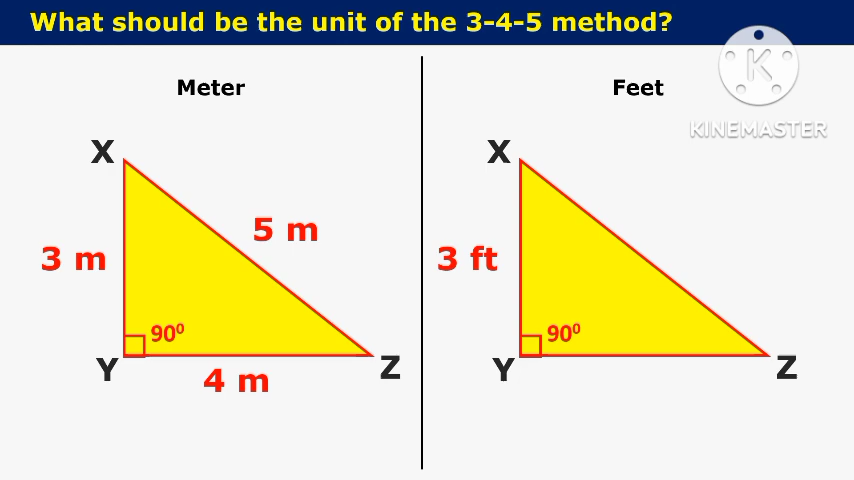 What should be the unit of the 3-4-5 method?
Meter
X
5 m
3 m
90⁰
Y
Z
4 m
Feet
K
KINEMASTER
X
3 ft
90⁰
Y
Z